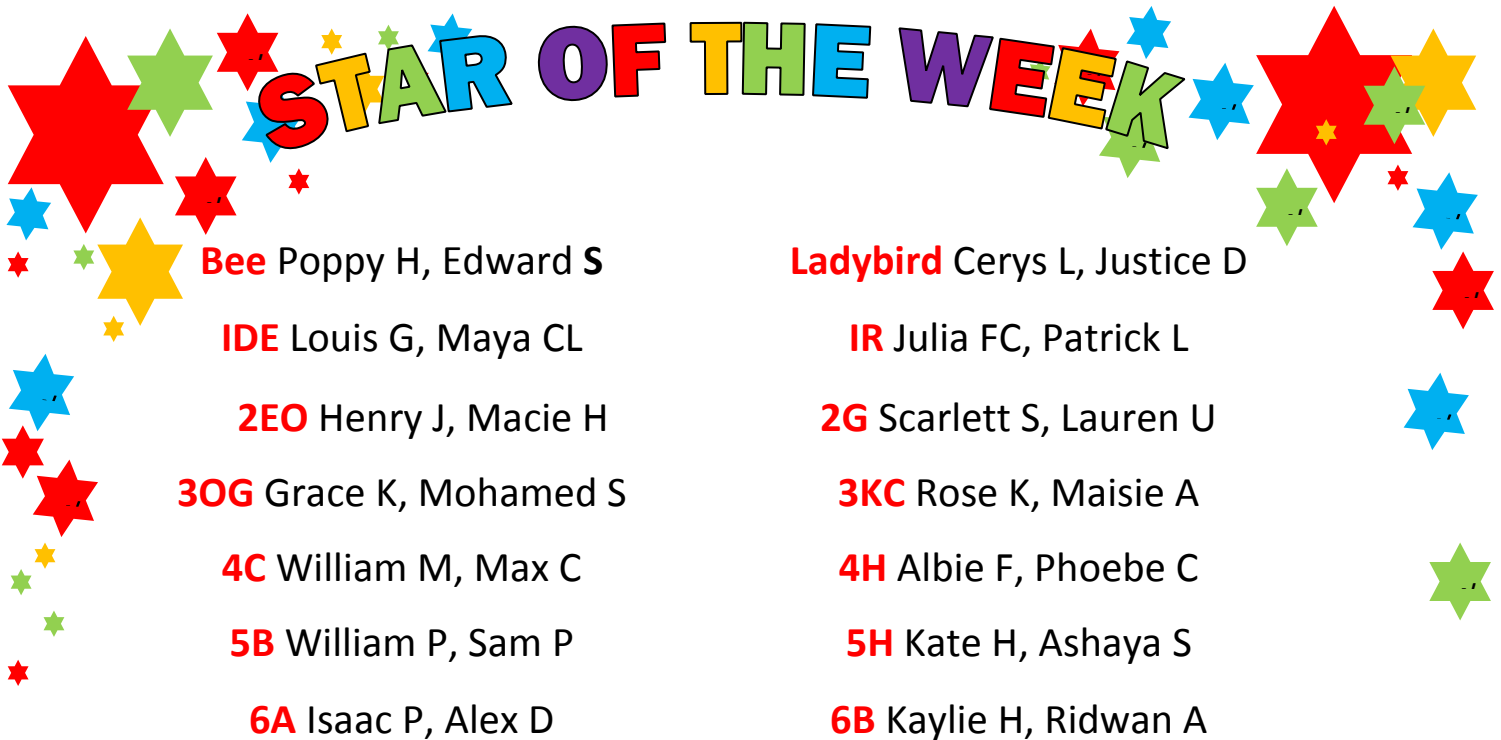 STAR OF THE WEEK
Bee Poppy H, Edward S
Ladybird Cerys L, Justice D
IDE Louis G, Maya CL
IR Julia FC, Patrick L
2EO Henry J, Macie H
2G Scarlett S, Lauren U
3OG Grace K, Mohamed S
3KC Rose K, Maisie A
4C William M, Max C
4H Albie F, Phoebe C
5B William P, Sam P
5H Kate H, Ashaya S
6A Isaac P, Alex D
6B Kaylie H, Ridwan A